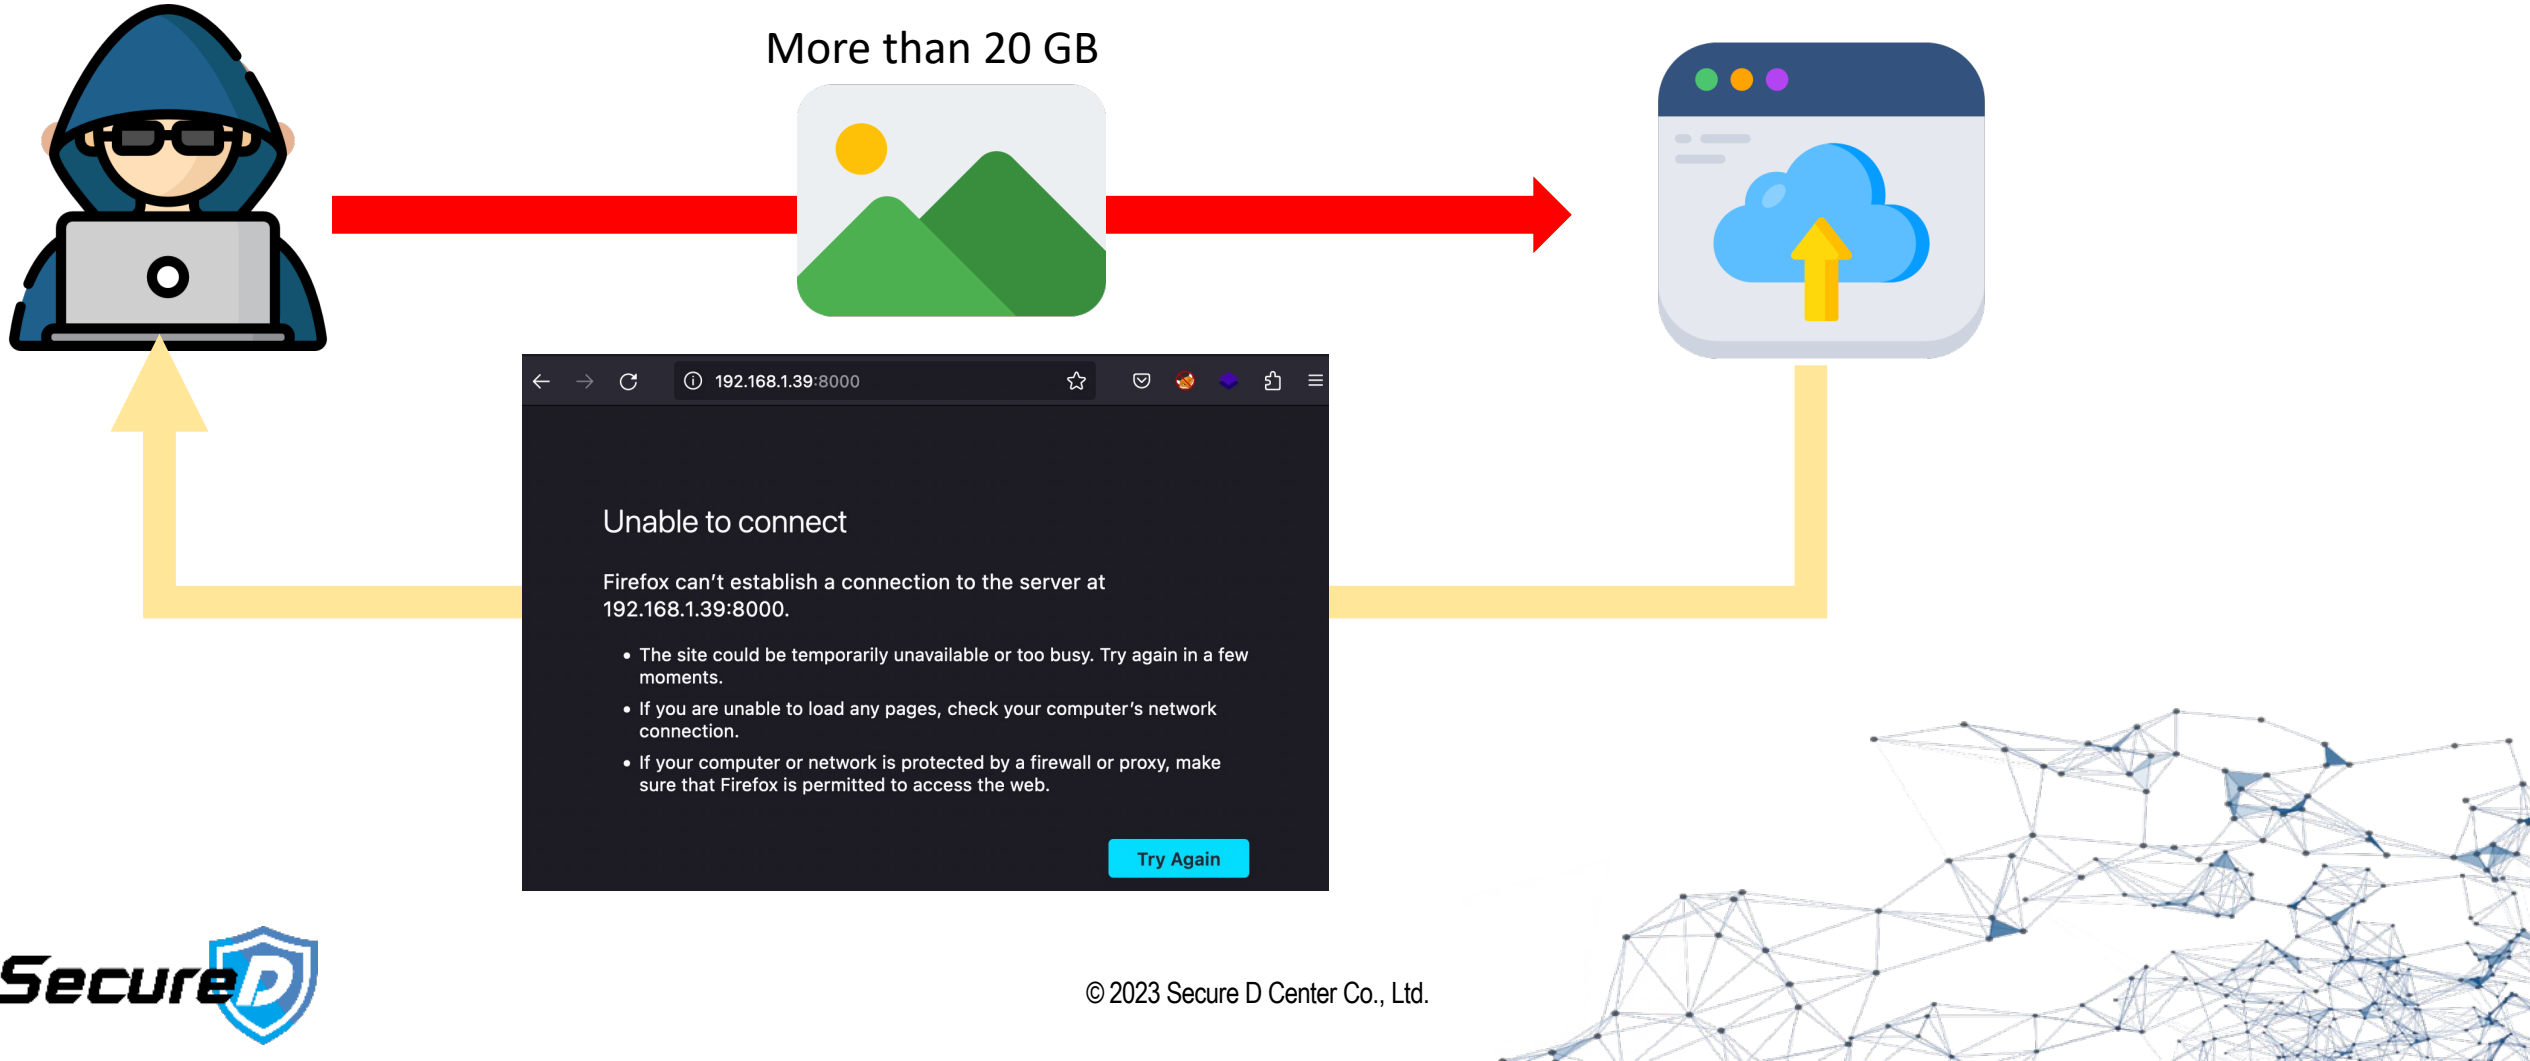 More than 20 GB
192.168.1.39:8000
Unable to connect
Firefox can’t establish a connection to the server at
192.168.1.39:8000.
• The site could be temporarily unavailable or too busy. Try again in a few
moments.
• If you are unable to load any pages, check your computer’s network
connection.
• If your computer or network is protected by a firewall or proxy, make
sure that Firefox is permitted to access the web.
Try Again
SecureD
© 2023 Secure D Center Co., Ltd.